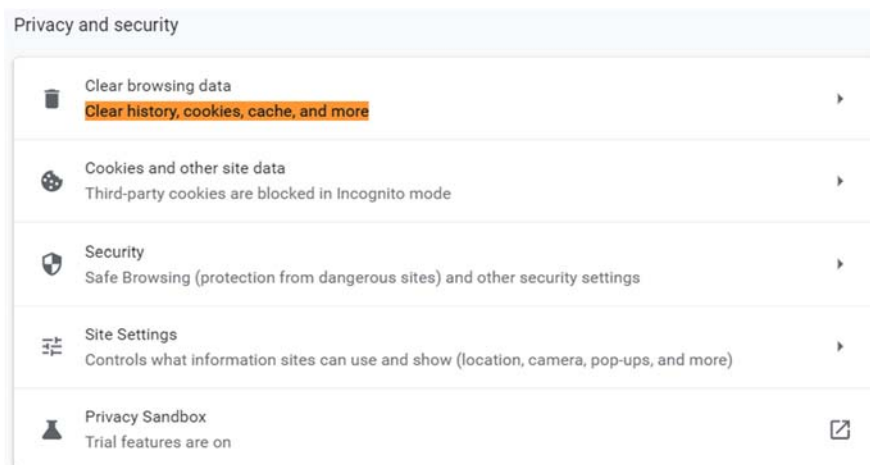 Privacy and security
Clear browsing data
Clear history, cookies, cache, and more
Cookies and other site data
Third-party cookies are blocked in Incognito mode
Security
Safe Browsing (protection from dangerous sites) and other security settings
Site Settings
Controls what information sites can use and show (location, camera, pop-ups, and more)
Privacy Sandbox
Trial features are on